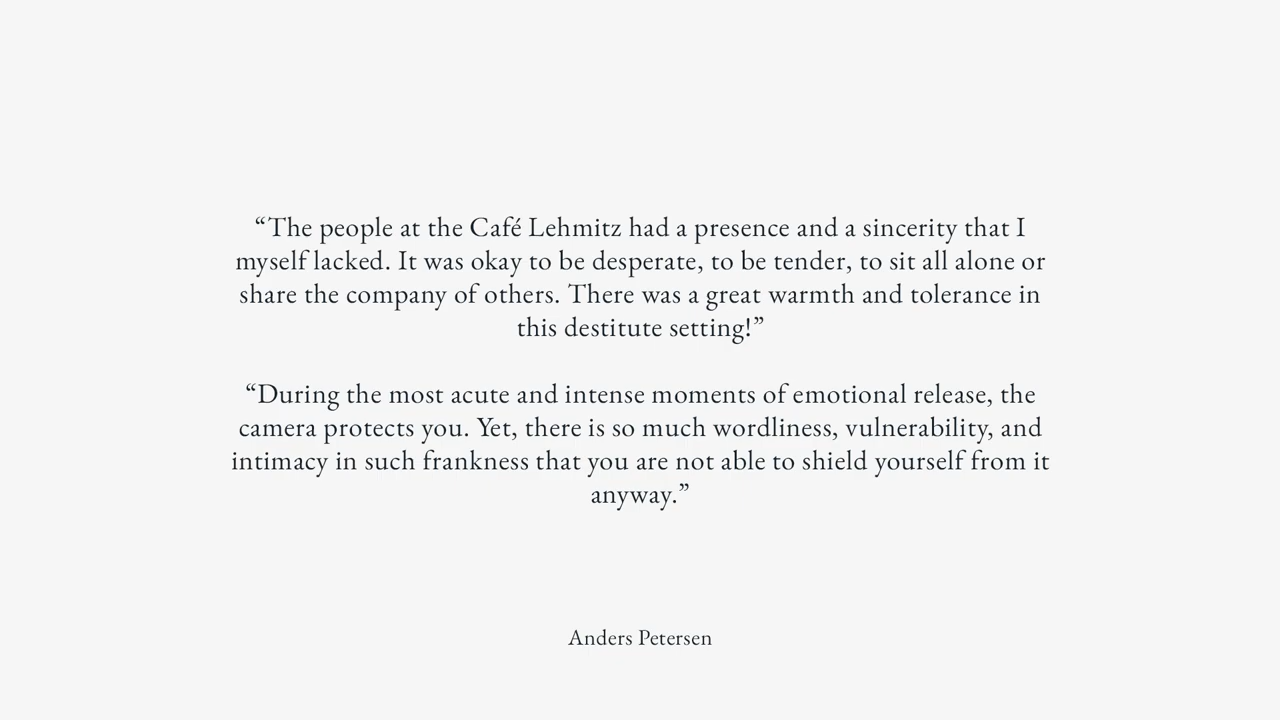 “The people at the Café Lehmitz had a presence and a sincerity that I
myself lacked. It was okay to be desperate, to be tender, to sit all alone or
share the company of others. There was a great warmth and tolerance in
this destitute setting!”
“During the most acute and intense moments of emotional release, the
camera protects you. Yet, there is so much wordliness, vulnerability, and
intimacy in such frankness that you are not able to shield yourself from it
anyway.”
Anders Petersen